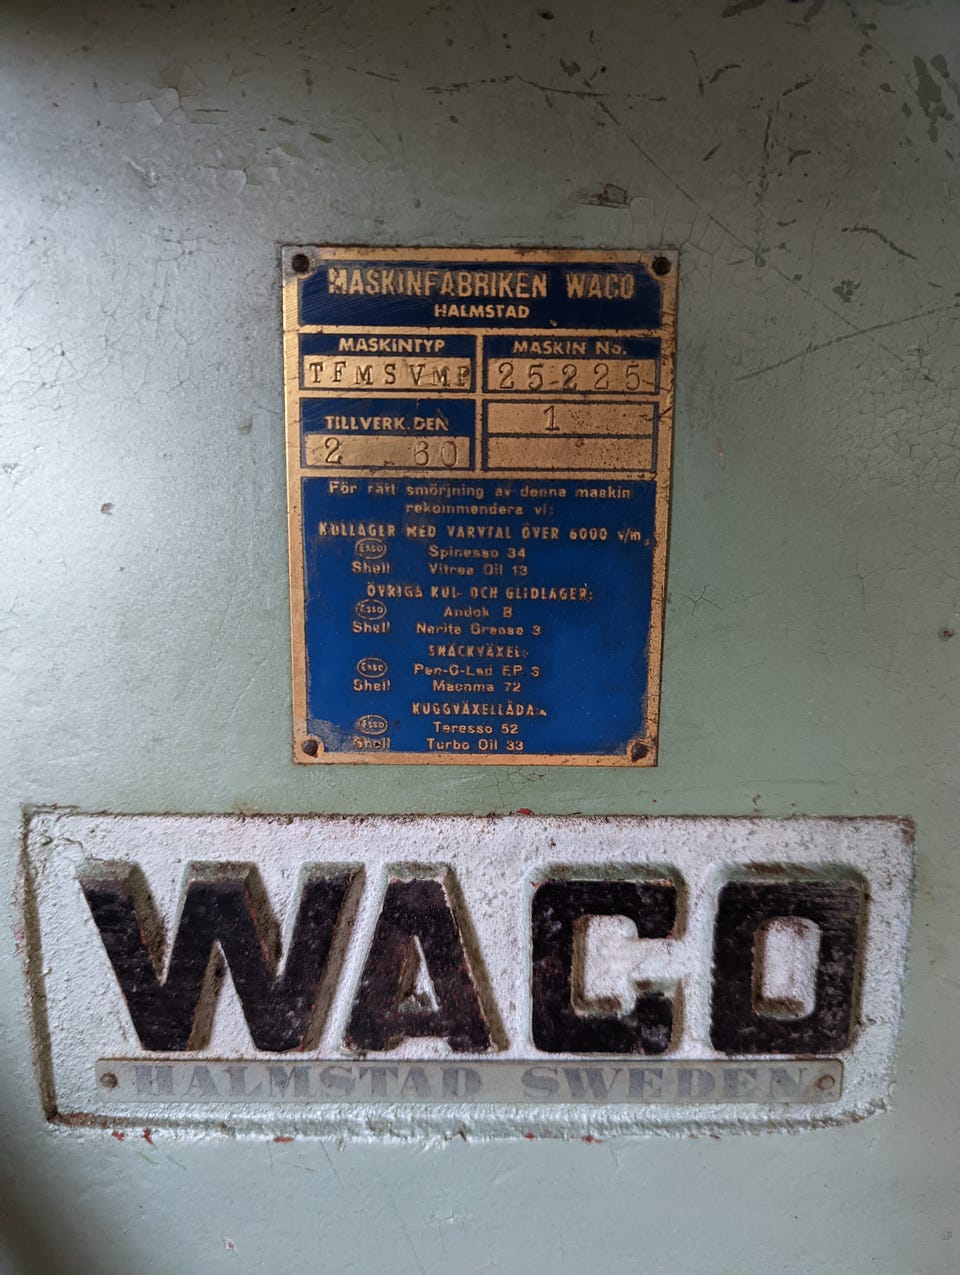 MASKINFABRIKEN WACO
HALMSTAD
MASKINTYP MASKIN No.
TFMSVMP 25225
TILLVERK. DEN 1
2 60
För rätt smörjning av denna maskin
rekommendera vi:
KULLAGER MED VARVTAL ÖVER 6000 v/m
Esso Spinesso 34
Shell Vitrea Oil 13
ÖVRIGA KUL- OCH GLIDLAGER:
Esso Andok B
Shell Nerita Grease 3
SNÄCKVÄXEL:
Esso Pen-O-Led EP 3
Shell Macoma 72
KUGGVÄXELLÅDA:
Esso Teresso 52
Shell Turbo Oil 33
WACO
HALMSTAD SWEDEN